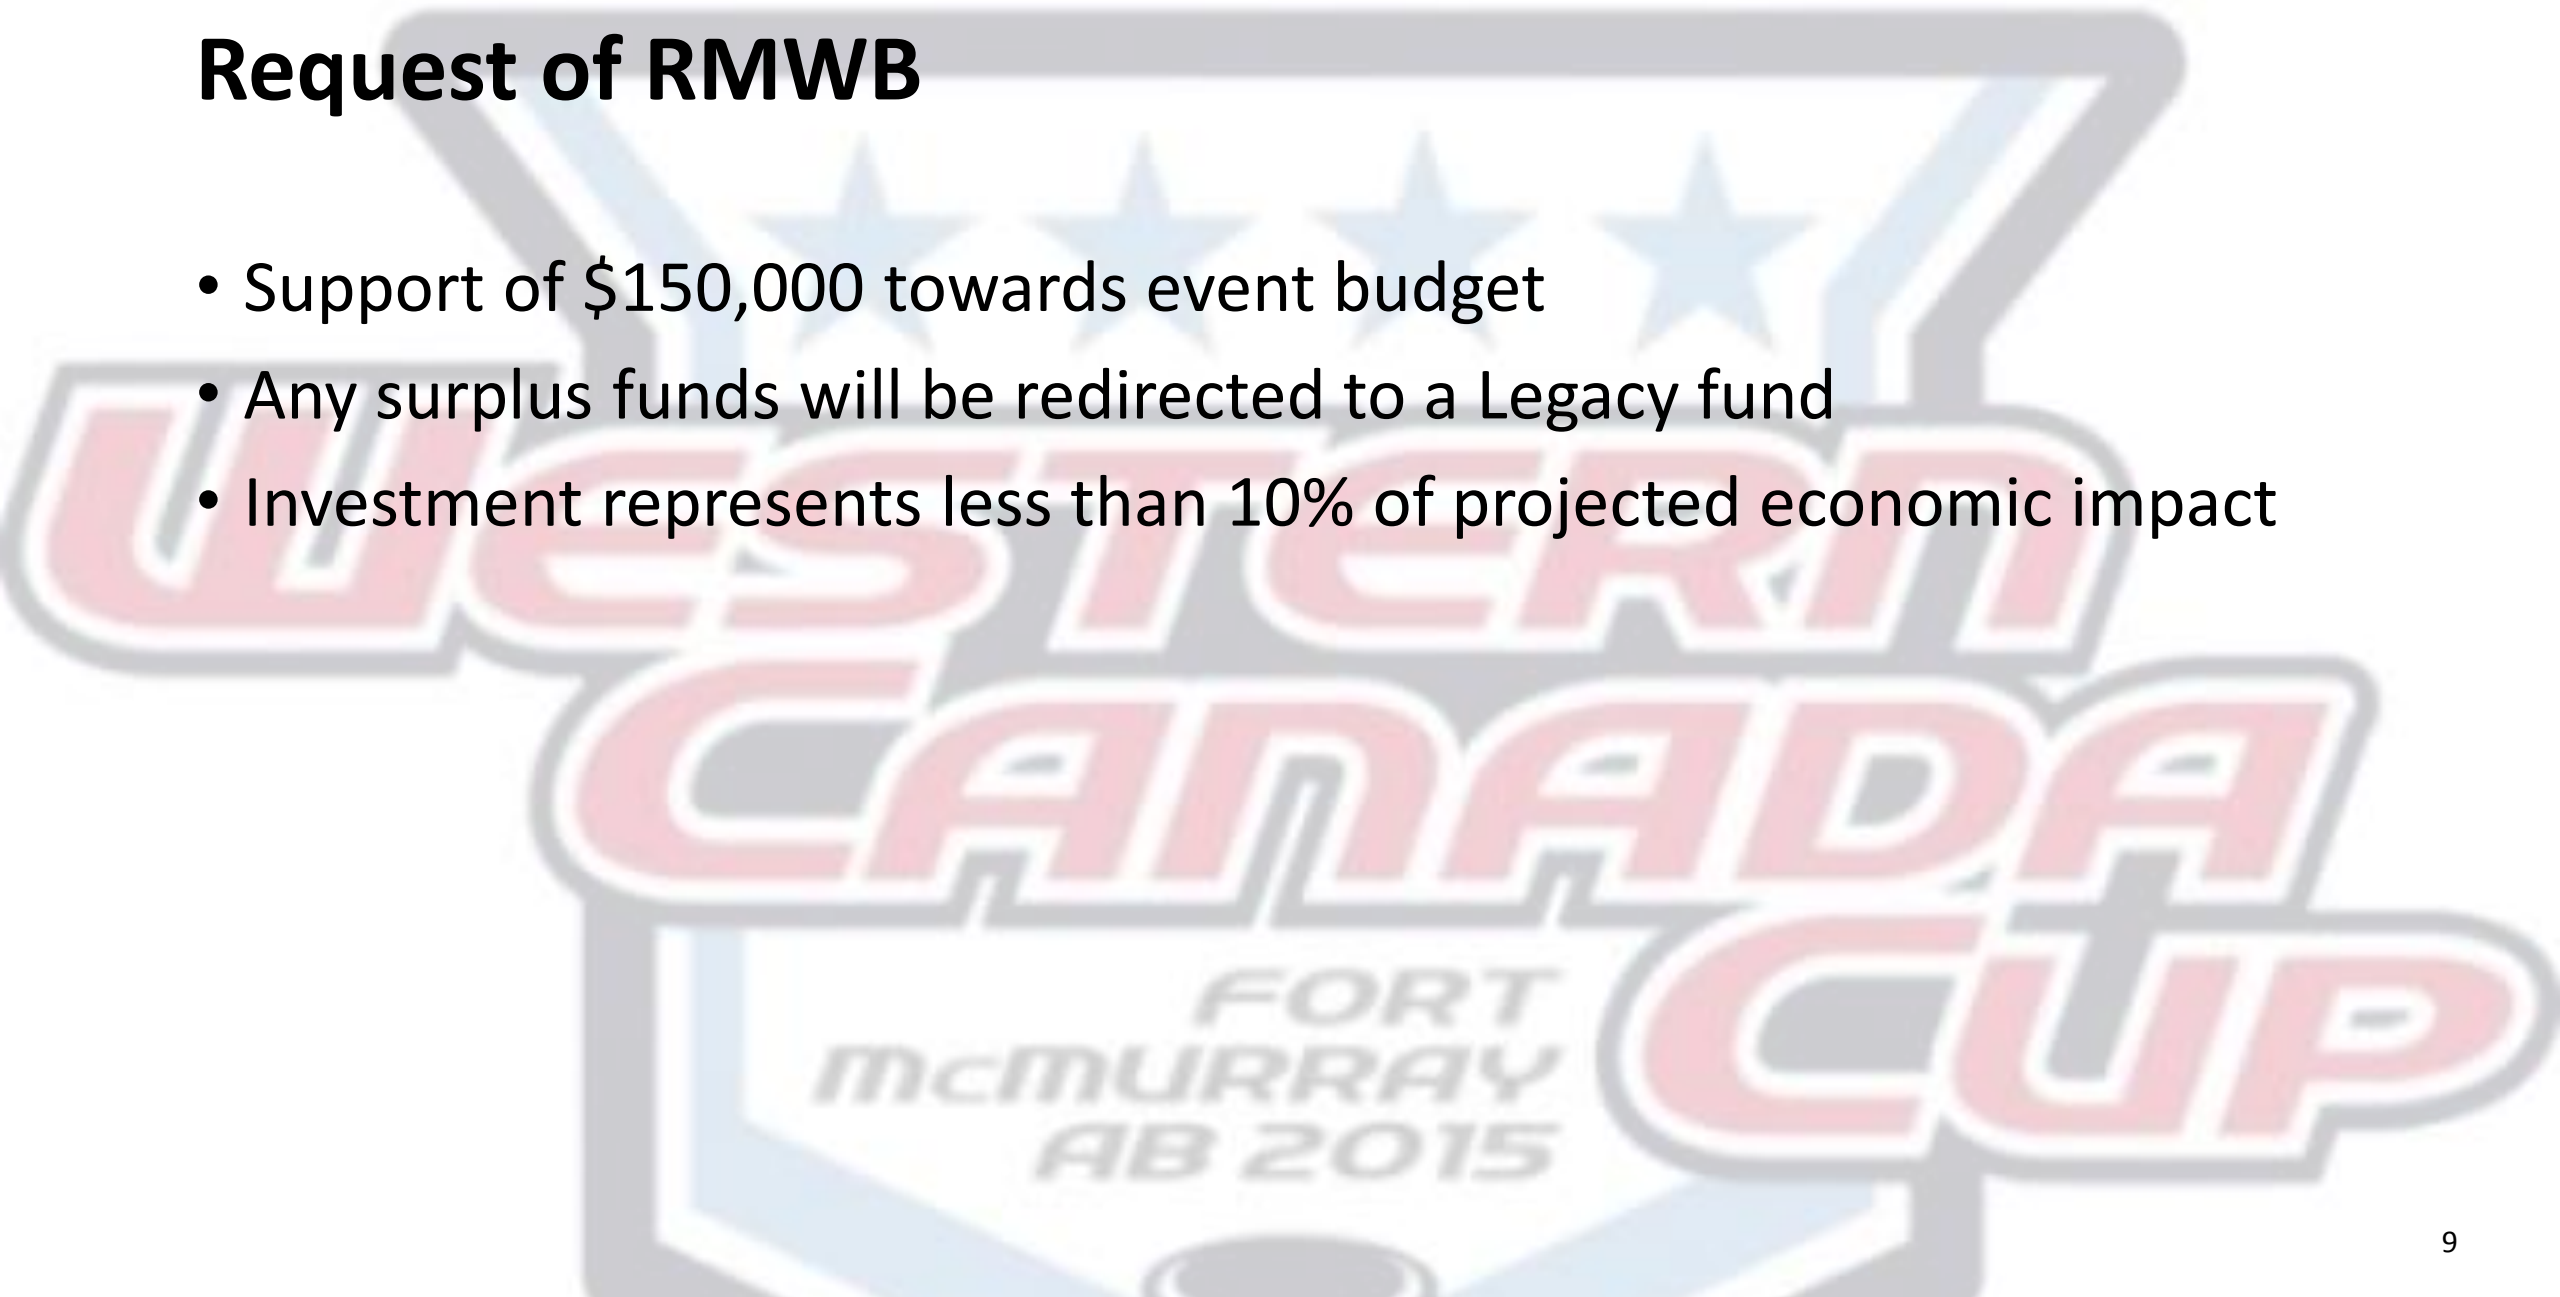 Request of RMWB
• Support of $150,000 towards event budget
• Any surplus funds will be redirected to a Legacy fund
• Investment represents less than 10% of projected economic impact
WESTERN
CANADA
CUP
FORT
McMURRAY
AB 2015
9